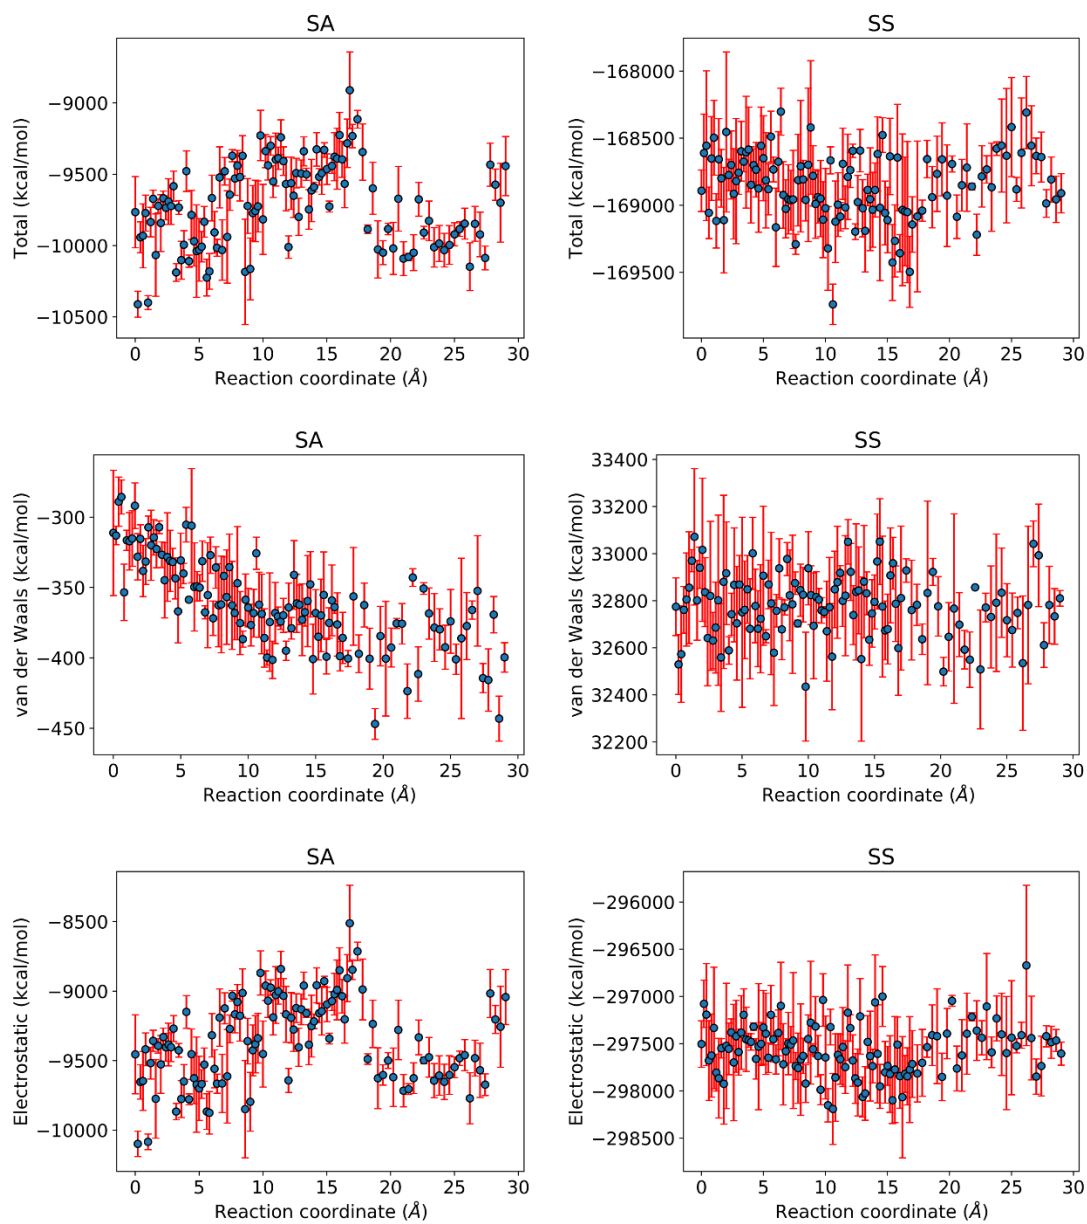 SA
Total (kcal/mol)
−9000
−9500
−10000
−10500
0 5 10 15 20 25 30
Reaction coordinate (Å)
SS
Total (kcal/mol)
−168000
−168500
−169000
−169500
0 5 10 15 20 25 30
Reaction coordinate (Å)
SA
van der Waals (kcal/mol)
−300
−350
−400
−450
0 5 10 15 20 25 30
Reaction coordinate (Å)
SS
van der Waals (kcal/mol)
33400
33200
33000
32800
32600
32400
32200
0 5 10 15 20 25 30
Reaction coordinate (Å)
SA
Electrostatic (kcal/mol)
−8500
−9000
−9500
−10000
0 5 10 15 20 25 30
Reaction coordinate (Å)
SS
Electrostatic (kcal/mol)
−296000
−296500
−297000
−297500
−298000
−298500
0 5 10 15 20 25 30
Reaction coordinate (Å)